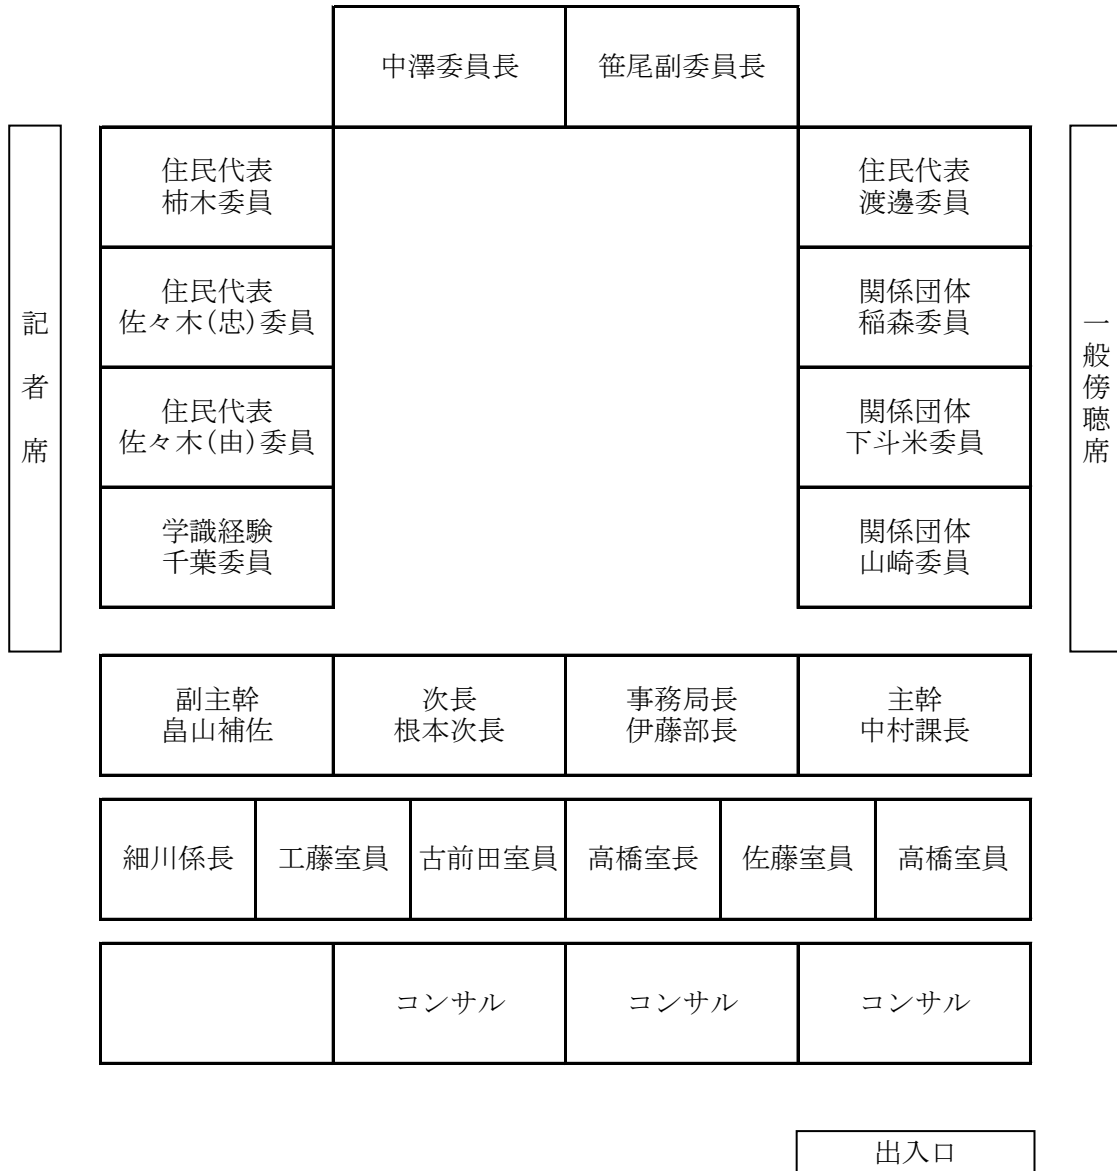 中澤委員長
笹尾副委員長
記者席
住民代表
柿木委員
住民代表
渡邊委員
一般傍聴席
住民代表
佐々木(忠)委員
関係団体
稲森委員
住民代表
佐々木(由)委員
関係団体
下斗米委員
学識経験
千葉委員
関係団体
山崎委員
副主幹
畠山補佐
次長
根本次長
事務局長
伊藤部長
主幹
中村課長
細川係長
工藤室員
古前田室員
高橋室長
佐藤室員
高橋室員
コンサル
コンサル
コンサル
出入口